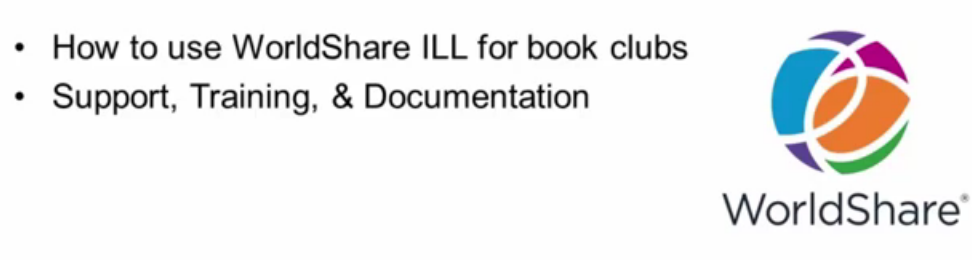 • How to use WorldShare ILL for book clubs
• Support, Training, & Documentation
WorldShare®